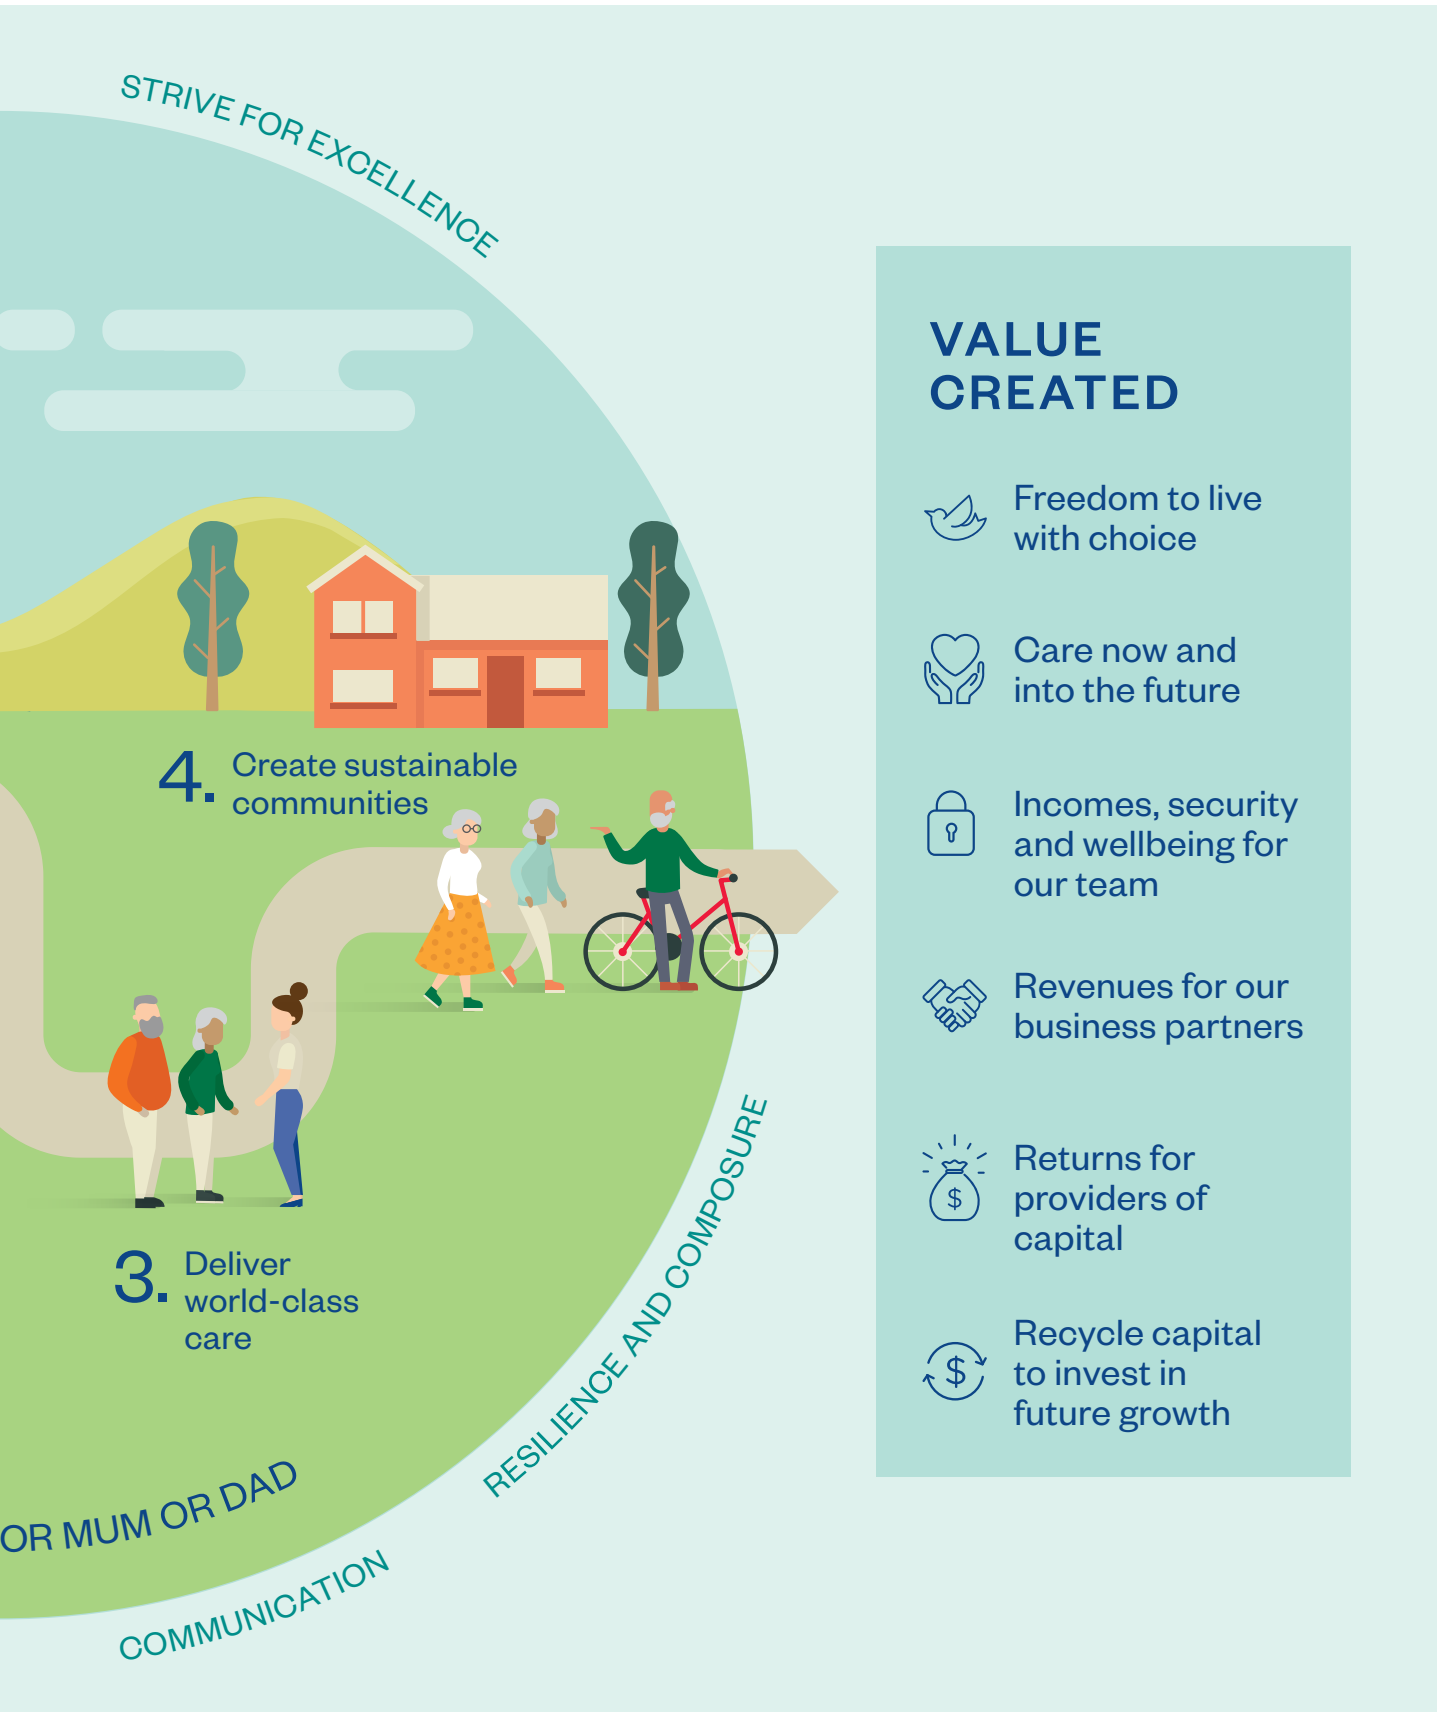 STRIVE FOR EXCELLENCE
4. Create sustainable
communities
3. Deliver
world-class
care
OR MUM OR DAD
RESILIENCE AND COMPOSURE
COMMUNICATION
VALUE
CREATED
Freedom to live
with choice
Care now and
into the future
Incomes, security
and wellbeing for
our team
Revenues for our
business partners
$
Returns for
providers of
capital
$
Recycle capital
to invest in
future growth